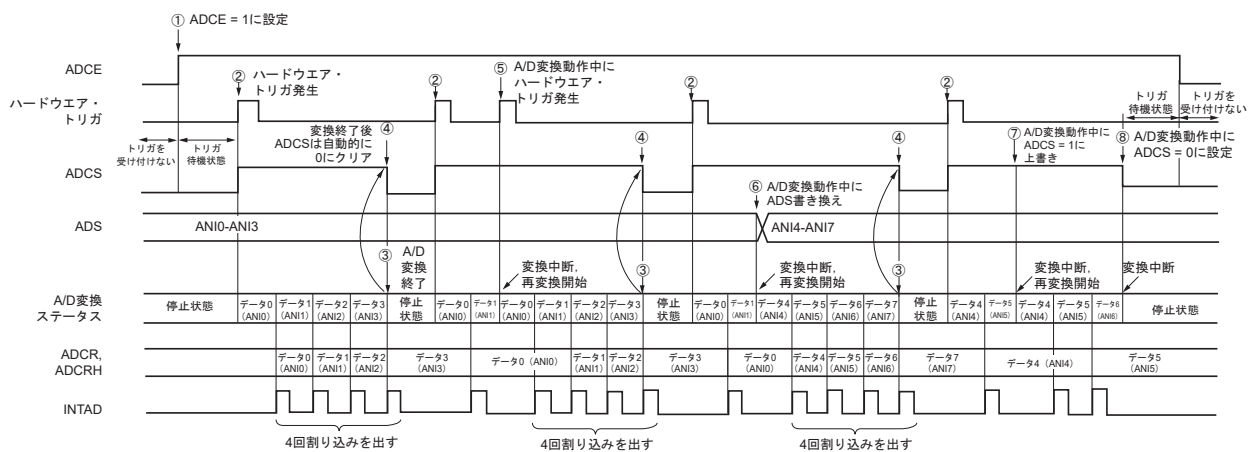 ① ADCE = 1に設定
ADCE
② ハードウエア・
トリガ発生
②
⑤ A/D変換動作中に
ハードウエア・
トリガ発生
②
②
ハードウエア・
トリガ
トリガを
受け付けない
トリガ
待機状態
変換終了後
ADCSは自動的に
0にクリア
④
④
④
⑦ A/D変換動作中に
ADCS = 1に
上書き
トリガ
待機状態
トリガを
受け付けない
⑧ A/D変換動作中に
ADCS = 0に設定
ADCS
⑥ A/D変換動作中に
ADS書き換え
ADS
ANI0-ANI3
ANI4-ANI7
③
A/D
変換
終了
変換中断,
再変換開始
③
変換中断,
再変換開始
③
変換中断,
再変換開始
変換中断
A/D変換
ステータス
停止状態
データ0
(ANI0)
データ1
(ANI1)
データ2
(ANI2)
データ3
(ANI3)
停止
状態
データ0
(ANI0)
データ1
(ANI1)
データ0
(ANI0)
データ1
(ANI1)
データ2
(ANI2)
データ3
(ANI3)
停止
状態
データ0
(ANI0)
データ1
(ANI1)
データ4
(ANI4)
データ5
(ANI5)
データ6
(ANI6)
データ7
(ANI7)
停止
状態
データ4
(ANI4)
データ5
(ANI5)
データ4
(ANI4)
データ5
(ANI5)
データ6
(ANI6)
停止状態
ADCR,
ADCRH
データ0
(ANI0)
データ1
(ANI1)
データ2
(ANI2)
データ3
(ANI3)
データ0 (ANI0)
データ1
(ANI1)
データ2
(ANI2)
データ3
(ANI3)
データ0
(ANI0)
データ4
(ANI4)
データ5
(ANI5)
データ6
(ANI6)
データ7
(ANI7)
データ4 (ANI4)
データ5
(ANI5)
INTAD
4回割り込みを出す
4回割り込みを出す
4回割り込みを出す